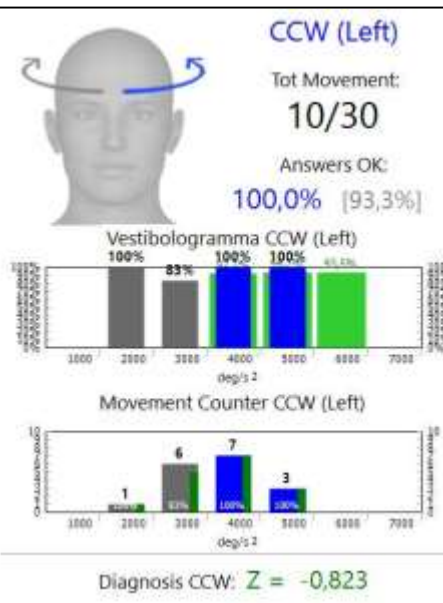 CCW (Left)
Tot Movement:
10/30
Answers OK:
100,0% [93,3%]
Vestibologramma CCW (Left)
100% 83% 100% 100%
1000 2000 3000 4000 5000 6000 7000
deg/s 2
Movement Counter CCW (Left)
10 10
1 6 7 3
83% 100% 100%
1000 2000 3000 4000 5000 6000 7000
deg/s 2
Diagnosis CCW: Z = -0,823